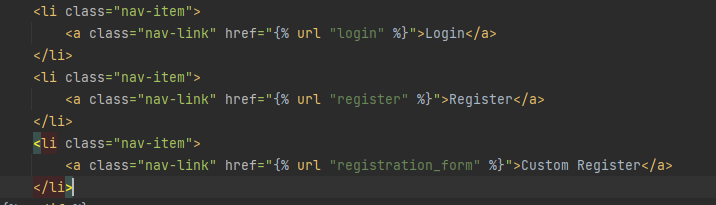 <li class="nav-item">
    <a class="nav-link" href="{% url "login" %}">Login</a>
</li>
<li class="nav-item">
    <a class="nav-link" href="{% url "register" %}">Register</a>
</li>
<li class="nav-item">
    <a class="nav-link" href="{% url "registration_form" %}">Custom Register</a>
</li>